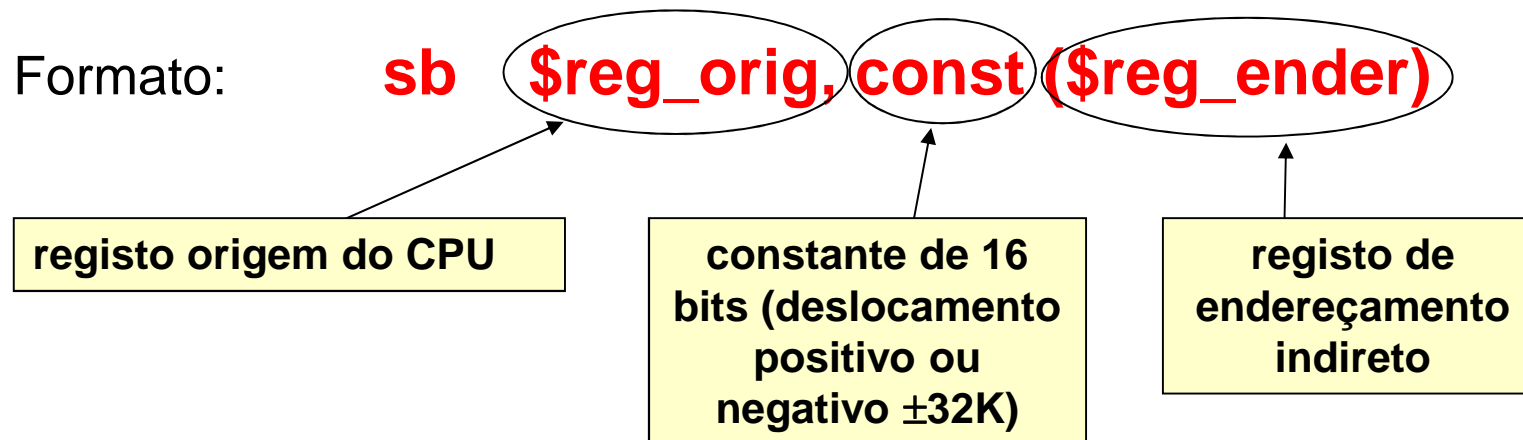 Formato: sb $reg_orig, const ($reg_ender)
registo origem do CPU
constante de 16
bits (deslocamento
positivo ou
negativo ±32K)
registo de
endereçamento
indireto